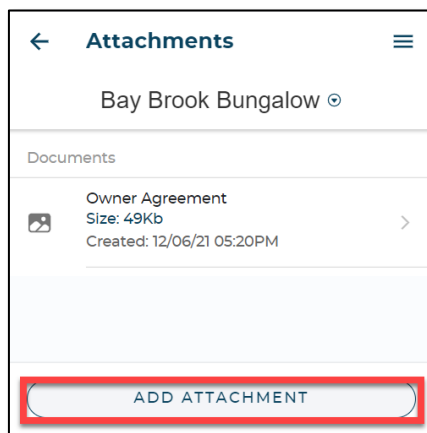 Attachments
Bay Brook Bungalow
Documents
Owner Agreement
Size: 49Kb
Created: 12/06/21 05:20PM
ADD ATTACHMENT